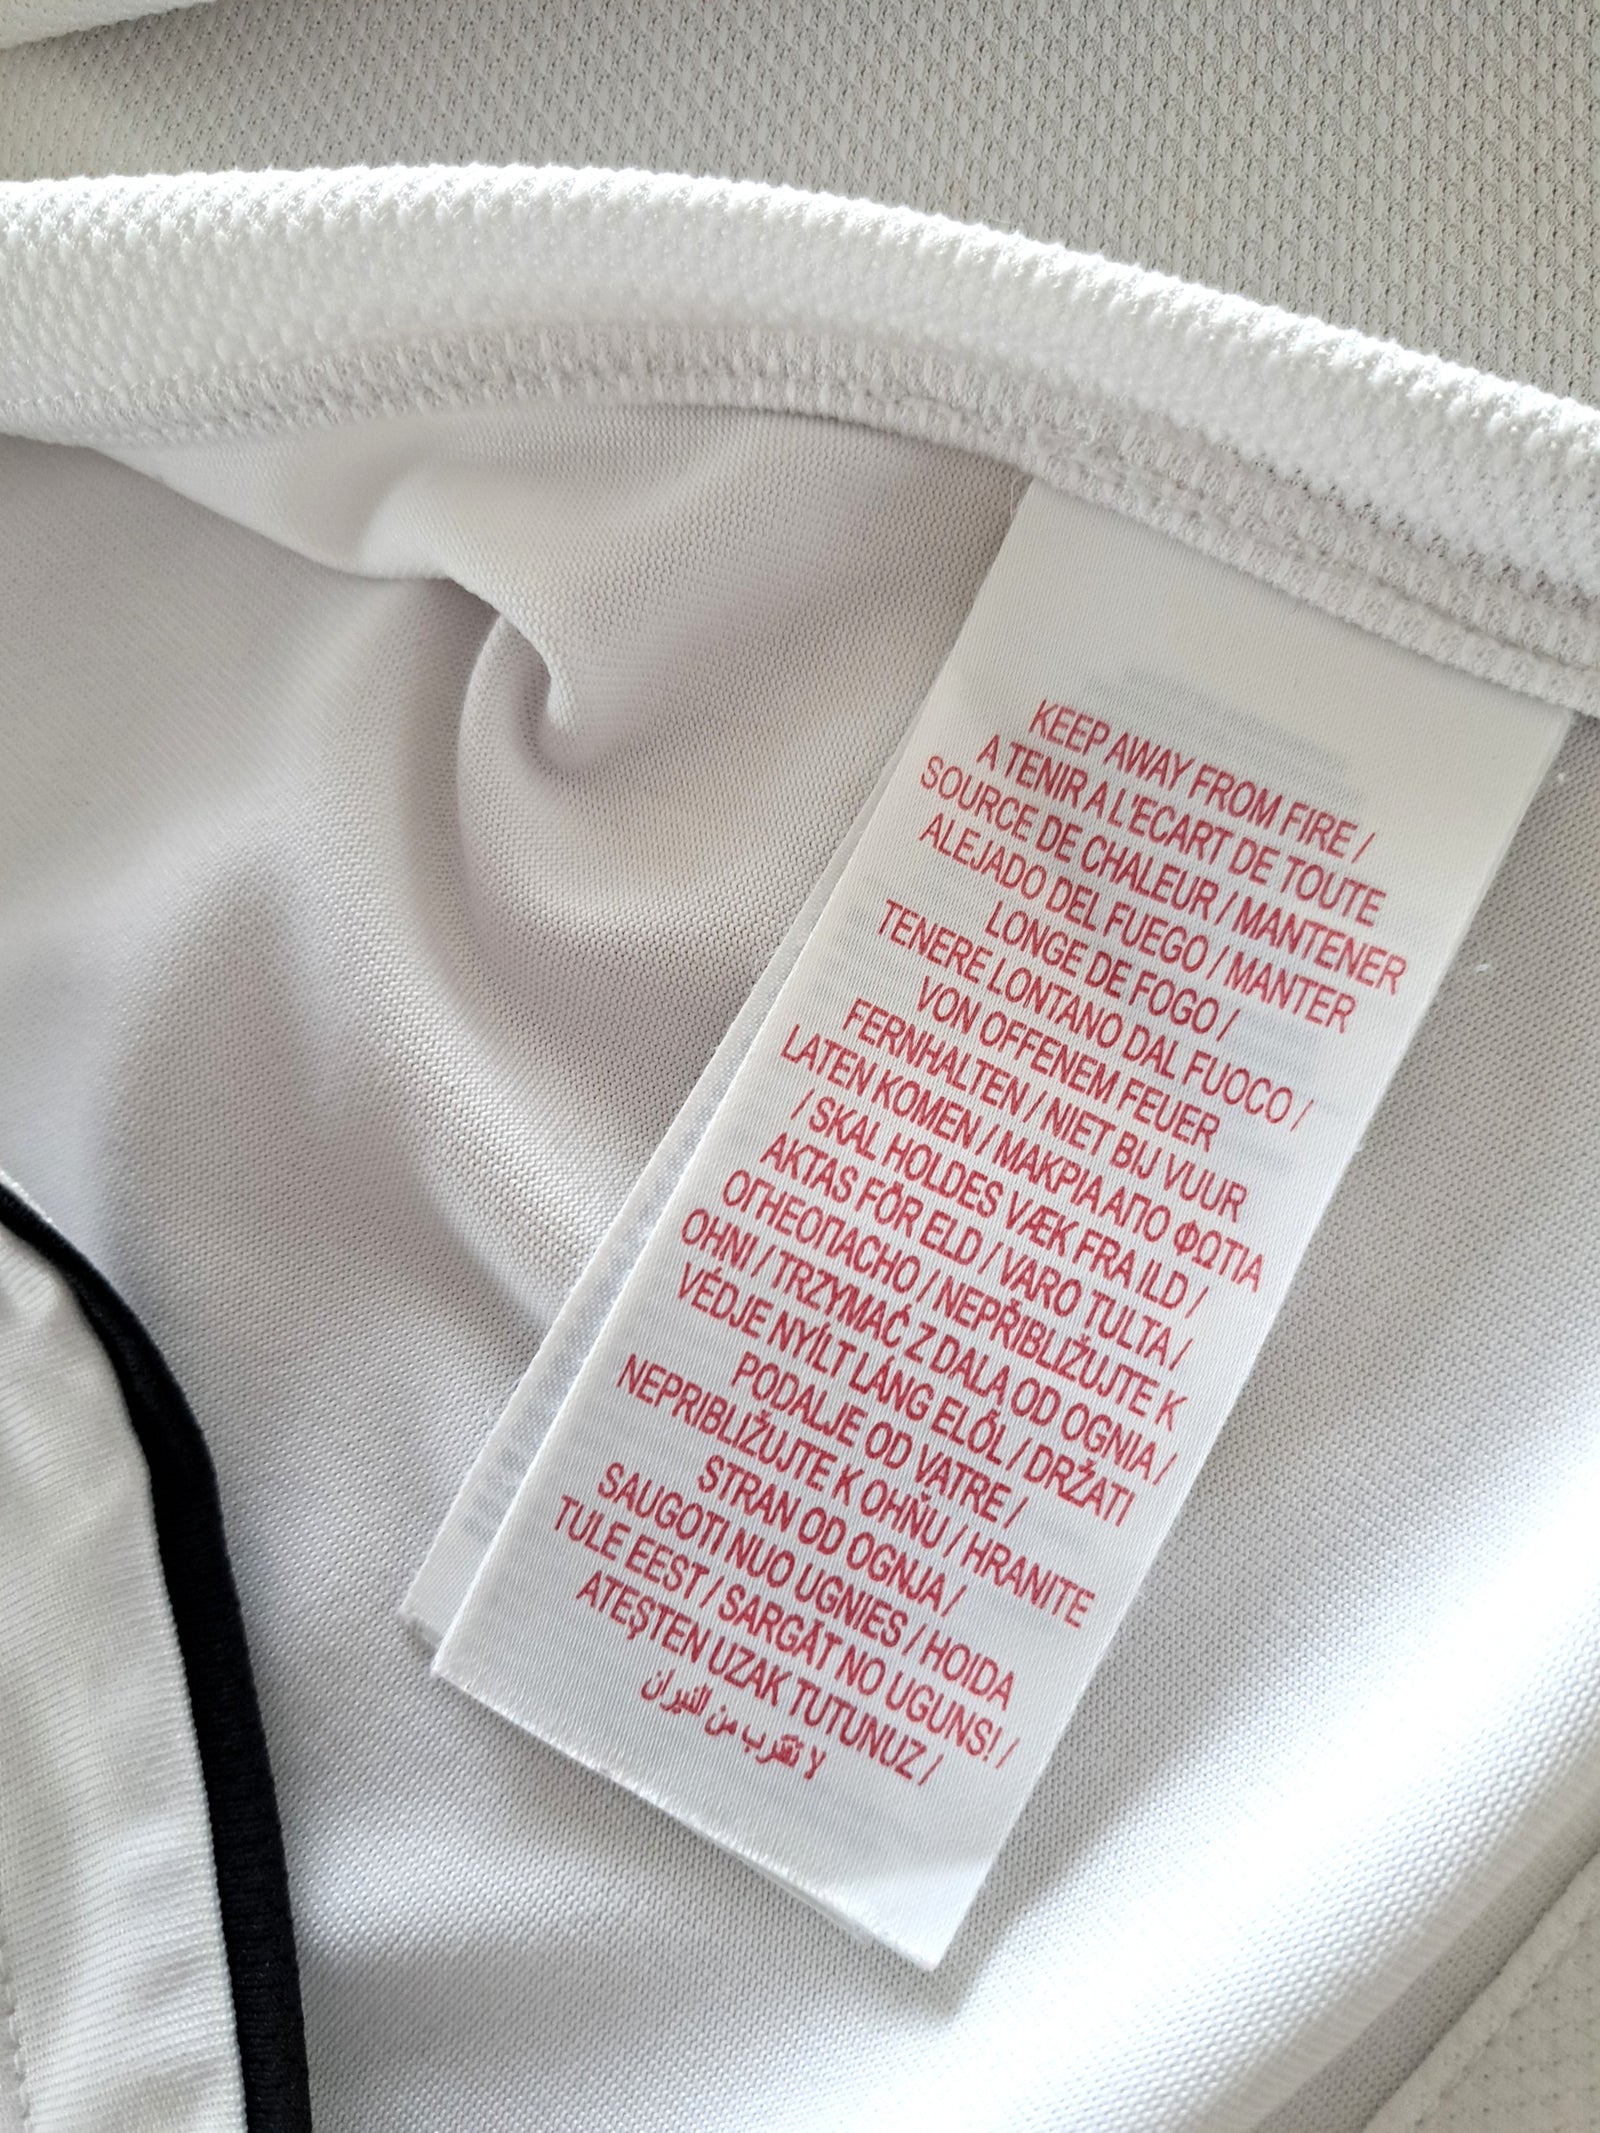 KEEP AWAY FROM FIRE /
A TENIR A L'ECART DE TOUTE
SOURCE DE CHALEUR / MANTENER
ALEJADO DEL FUEGO / MANTER
LONGE DE FOGO /
TENERE LONTANO DAL FUOCO /
VON OFFENEM FEUER
FERNHALTEN / NIET BIJ VUUR
LATEN KOMEN / ΜΑΚΡΙΑ ΑΠΟ ΦΩΤΙΑ
/ SKAL HOLDES VÆK FRA ILD /
AKTAS FÖR ELD / VARO TULTA /
ОГНЕОПАСНО / NEPŘIBLIŽUJTE K
OHNI / TRZYMAĆ Z DALĄ OD OGNIA /
VÉDJE NYÍLT LÁNG ELŐL / DRŽATI
PODALJE OD VATRE /
NEPRIBLIŽUJTE K OHŇU / HRANITE
STRAN OD OGNJA /
SAUGOTI NUO UGNIES / HOIDA
TULE EEST / SARGĀT NO UGUNS! /
ATEŞTEN UZAK TUTUNUZ /
لا تقرب من النيران